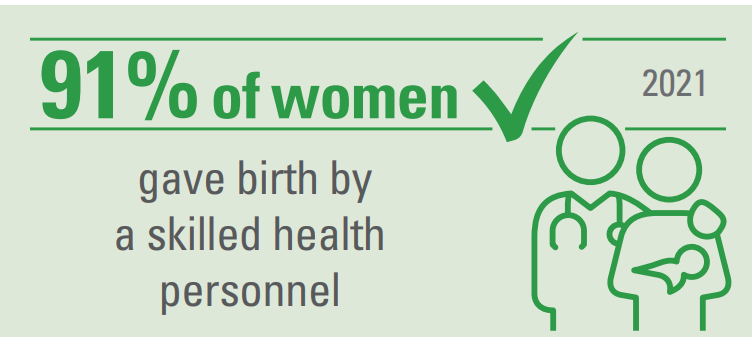 91% of women
2021
gave birth by
a skilled health
personnel